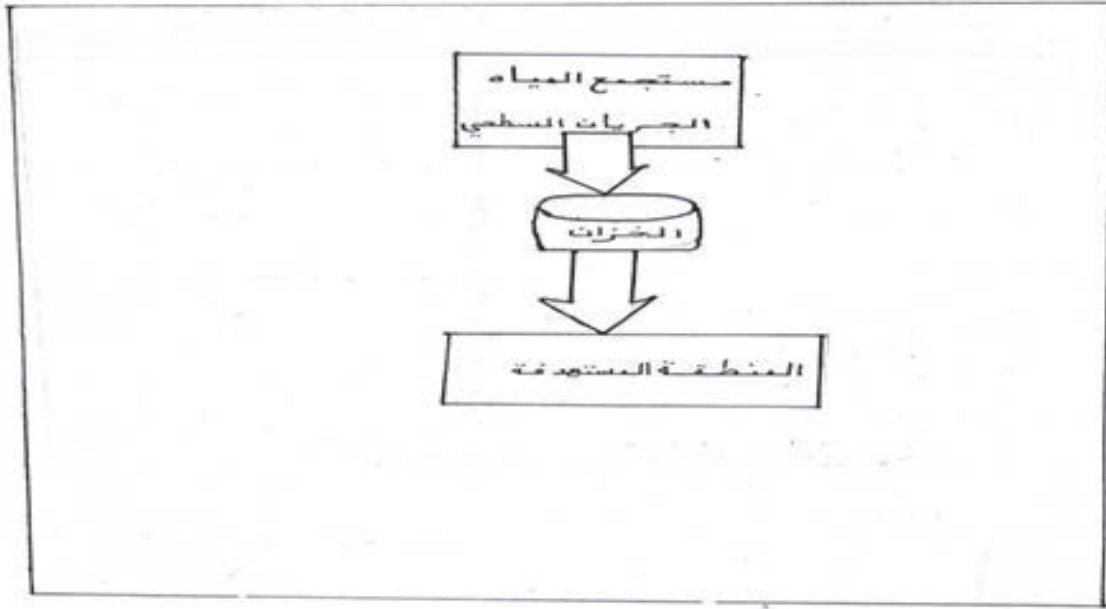 مستجمع المياه
الجريان السطحي
الخزان
المنطقة المستهدفة